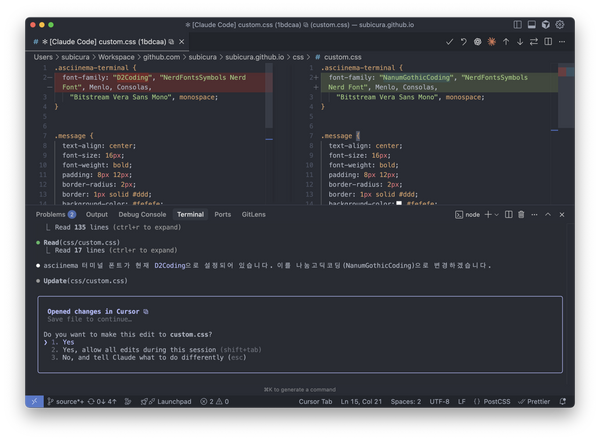 ✻ [Claude Code] custom.css (1bdcaa) ⧉ (custom.css) — subicura.github.io
# ✻ [Claude Code] custom.css (1bdcaa) ⧉
Users > subicura > Workspace > github.com > subicura > subicura.github.io > css > # custom.css
1 .asciinema-terminal {
2 font-family: "D2Coding", "NerdFontsSymbols Nerd
Font", Menlo, Consolas,
3 "Bitstream Vera Sans Mono", monospace;
4 }
6
7 .message {
8 text-align: center;
9 font-size: 16px;
10 font-weight: bold;
11 padding: 8px 12px;
12 border-radius: 2px;
13 border: 1px solid #ddd;
14 background-color: #fefefe;
1 .asciinema-terminal {
2+ font-family: "NanumGothicCoding", "NerdFontsSymbols
Nerd Font", Menlo, Consolas,
3 "Bitstream Vera Sans Mono", monospace;
4 }
6
7 .message {
8 text-align: center;
9 font-size: 16px;
10 font-weight: bold;
11 padding: 8px 12px;
12 border-radius: 2px;
13 border: 1px solid #ddd;
14 background-color: #fefefe;
Problems 2 Output Debug Console Terminal Ports GitLens node
Read 135 lines (ctrl+r to expand)
Read(css/custom.css)
Read 17 lines (ctrl+r to expand)
asciinema 터미널 폰트가 현재 D2Coding으로 설정되어 있습니다. 이를 나눔고딕코딩(NanumGothicCoding)으로 변경하겠습니다.
Update(css/custom.css)
Opened changes in Cursor ⧉
Save file to continue…
Do you want to make this edit to custom.css?
❯ 1. Yes
2. Yes, allow all edits during this session (shift+tab)
3. No, and tell Claude what to do differently (esc)
⌘K to generate a command
source*+ 0↓ 4↑ Launchpad 2 0 Cursor Tab Ln 15, Col 21 Spaces: 2 UTF-8 LF {} PostCSS Prettier